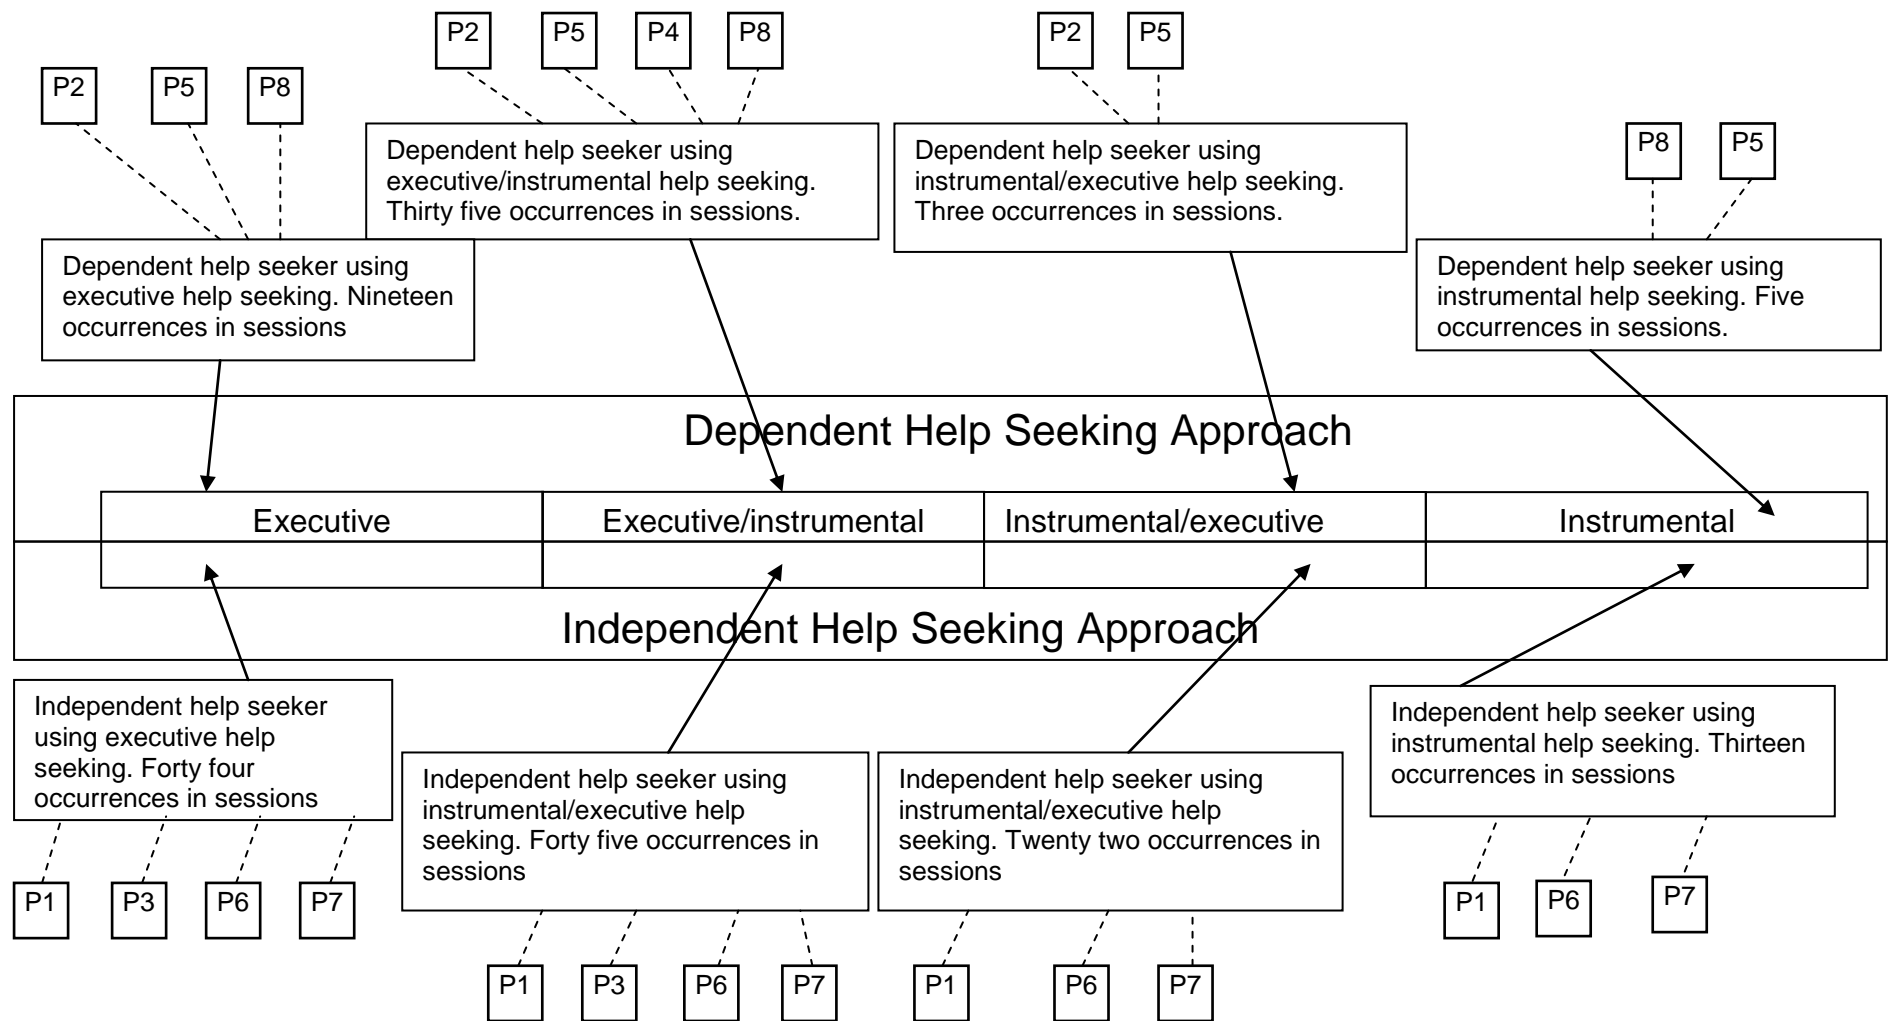 P2
P5
P4
P8
P2
P5
P2
P5
P8
Dependent help seeker using
executive/instrumental help seeking.
Thirty five occurrences in sessions.
Dependent help seeker using
instrumental/executive help seeking.
Three occurrences in sessions.
P8
P5
Dependent help seeker using
executive help seeking. Nineteen
occurrences in sessions
Dependent help seeker using
instrumental help seeking. Five
occurrences in sessions.
Dependent Help Seeking Approach
Executive
Executive/instrumental
Instrumental/executive
Instrumental
Independent Help Seeking Approach
Independent help seeker
using executive help
seeking. Forty four
occurrences in sessions
Independent help seeker using
instrumental/executive help
seeking. Forty five occurrences in
sessions
Independent help seeker using
instrumental/executive help
seeking. Twenty two occurrences in
sessions
Independent help seeker using
instrumental help seeking. Thirteen
occurrences in sessions
P1
P3
P6
P7
P1
P6
P7
P1
P3
P6
P7
P1
P6
P7